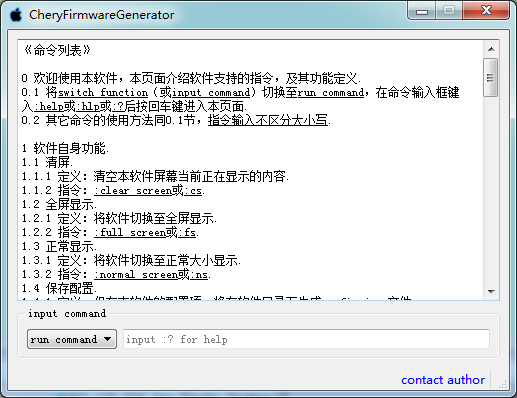 CheryFirmwareGenerator
《命令列表》
0 欢迎使用本软件，本页面介绍软件支持的指令，及其功能定义.
0.1 将switch function（或input command）切换至run command，在命令输入框键
入:help或:hlp或:?后按回车键进入本页面.
0.2 其它命令的使用方法同0.1节，指令输入不区分大小写.
1 软件自身功能.
1.1 清屏.
1.1.1 定义：清空本软件屏幕当前正在显示的内容.
1.1.2 指令：:clear screen或:cs.
1.2 全屏显示.
1.2.1 定义：将软件切换至全屏显示.
1.2.2 指令：:full screen或:fs.
1.3 正常显示.
1.3.1 定义：将软件切换至正常大小显示.
1.3.2 指令：:normal screen或:ns.
1.4 保存配置.
input command
run command
input :? for help
contact author